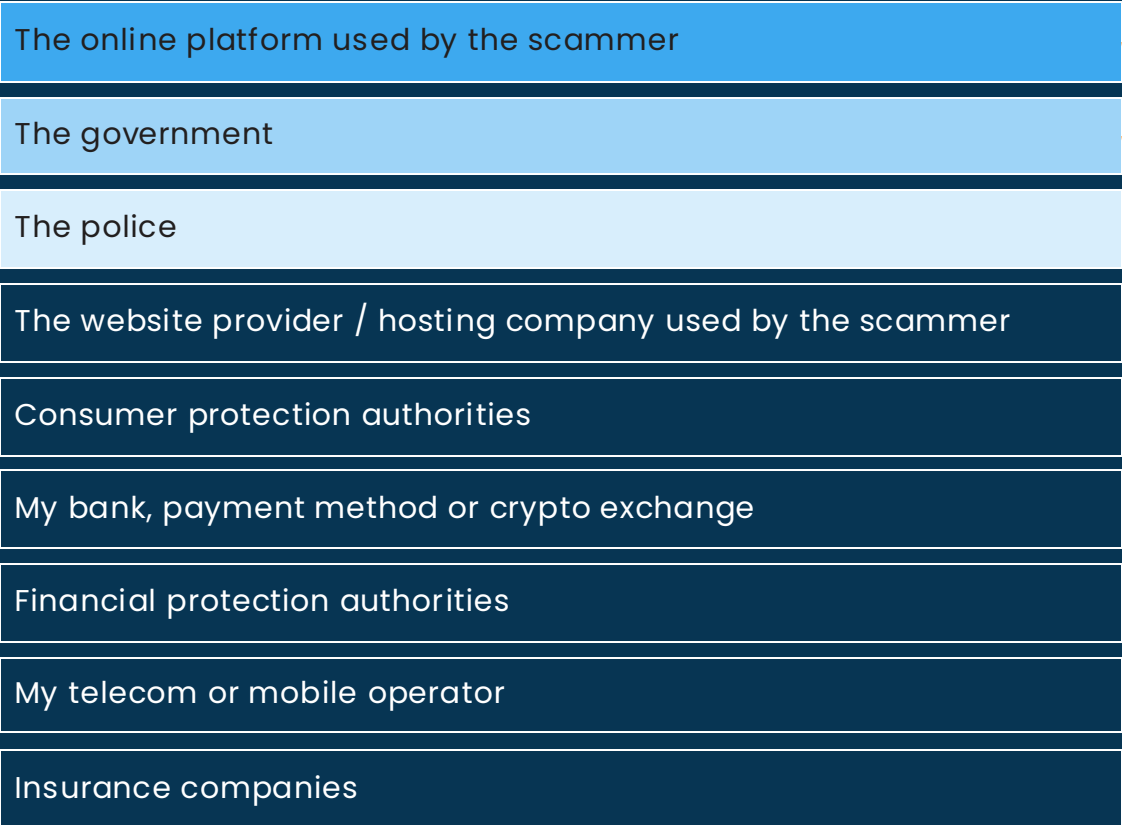 The online platform used by the scammer
The government
The police
The website provider / hosting company used by the scammer
Consumer protection authorities
My bank, payment method or crypto exchange
Financial protection authorities
My telecom or mobile operator
Insurance companies